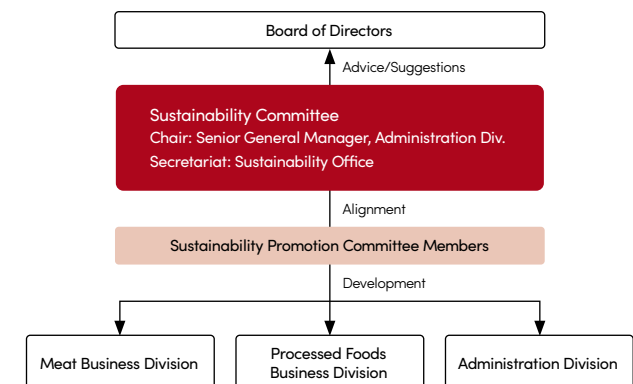 Board of Directors
Advice/Suggestions
Sustainability Committee
Chair: Senior General Manager, Administration Div.
Secretariat: Sustainability Office
Alignment
Sustainability Promotion Committee Members
Development
Meat Business Division
Processed Foods
Business Division
Administration Division